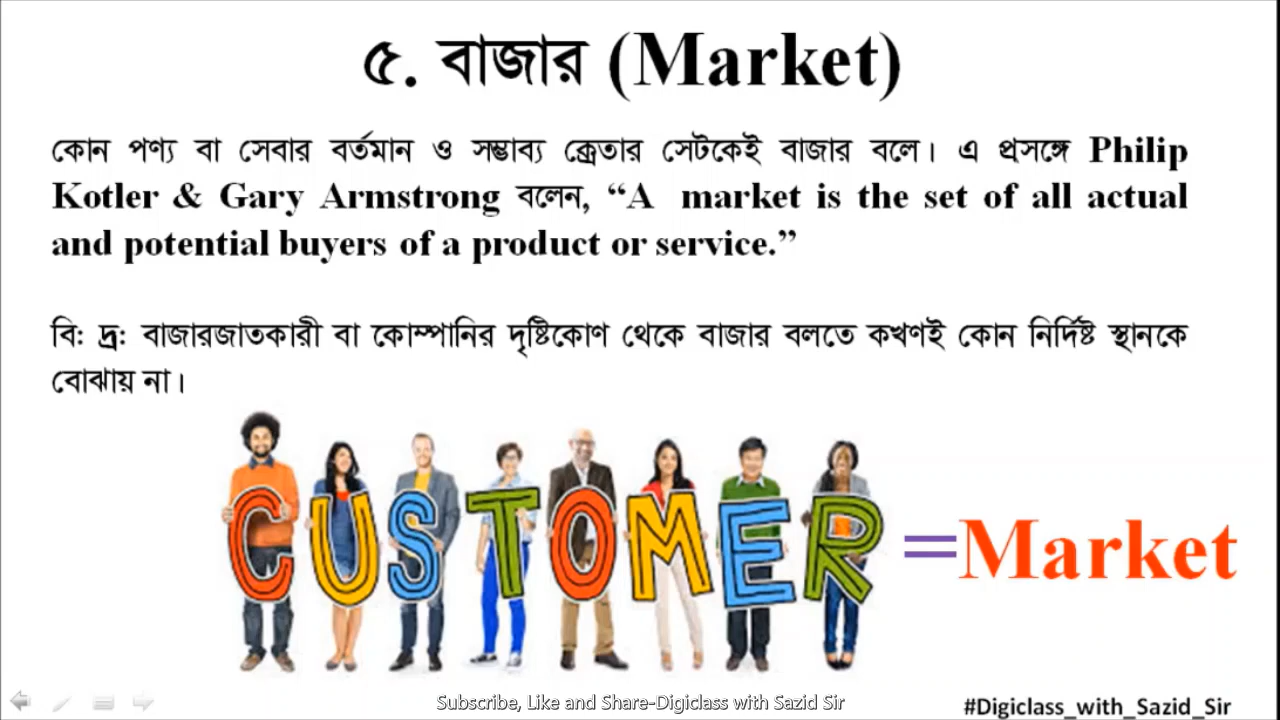 ৫. বাজার (Market)
কোন পণ্য বা সেবার বর্তমান ও সম্ভাব্য ক্রেতার সেটকেই বাজার বলে। এ প্রসঙ্গে Philip
Kotler & Gary Armstrong বলেন, “A market is the set of all actual
and potential buyers of a product or service.”
বি: দ্র: বাজারজাতকারী বা কোম্পানির দৃষ্টিকোণ থেকে বাজার বলতে কখণই কোন নির্দিষ্ট স্থানকে
বোঝায় না।
CUSTOMER =Market
Subscribe, Like and Share-Digiclass with Sazid Sir
#Digiclass_with_Sazid_Sir